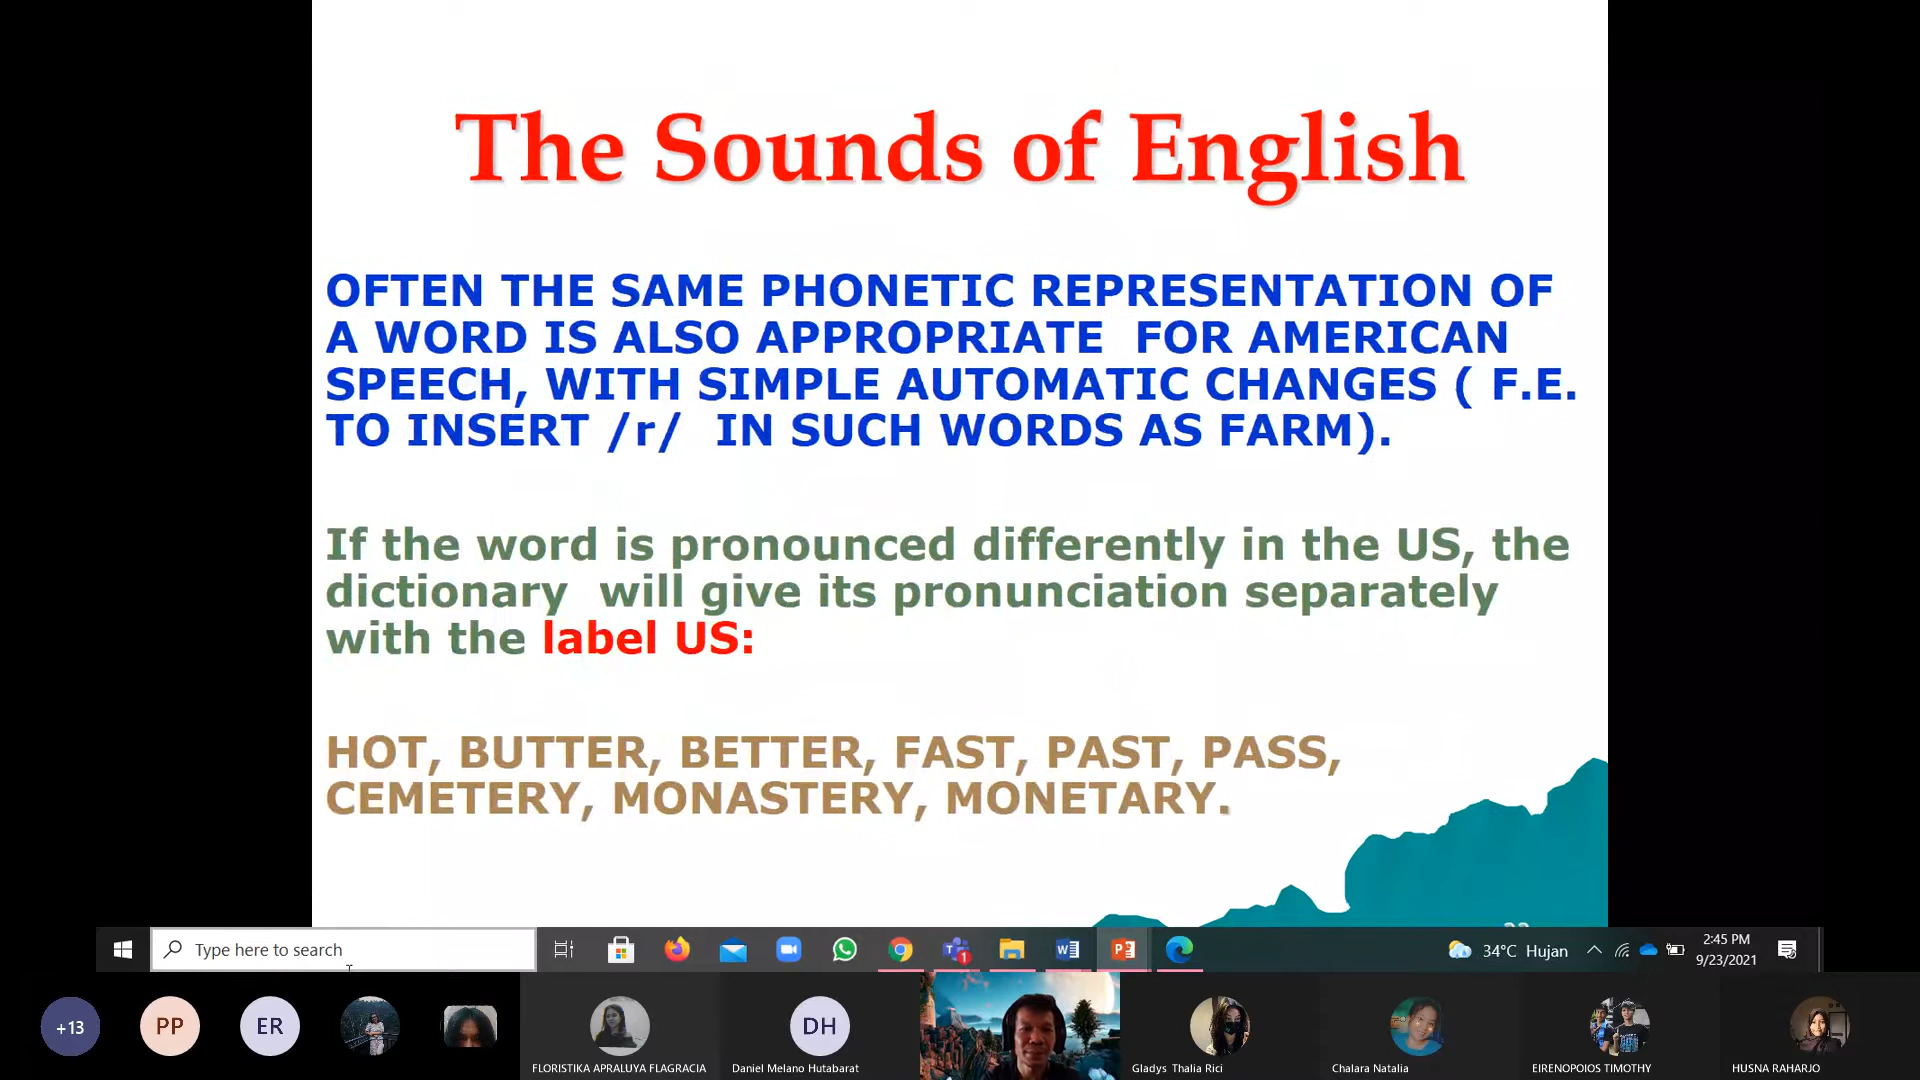 The Sounds of English
OFTEN THE SAME PHONETIC REPRESENTATION OF
A WORD IS ALSO APPROPRIATE FOR AMERICAN
SPEECH, WITH SIMPLE AUTOMATIC CHANGES ( F.E.
TO INSERT /r/ IN SUCH WORDS AS FARM).
If the word is pronounced differently in the US, the
dictionary will give its pronunciation separately
with the label US:
HOT, BUTTER, BETTER, FAST, PAST, PASS,
CEMETERY, MONASTERY, MONETARY.
Type here to search
1
34°C Hujan
2:45 PM
9/23/2021
+13
PP
ER
DH
FLORISTIKA APRALUYA FLAGRACIA
Daniel Melano Hutabarat
Gladys Thalia Rici
Chalara Natalia
EIRENOPOIOS TIMOTHY
HUSNA RAHARJO